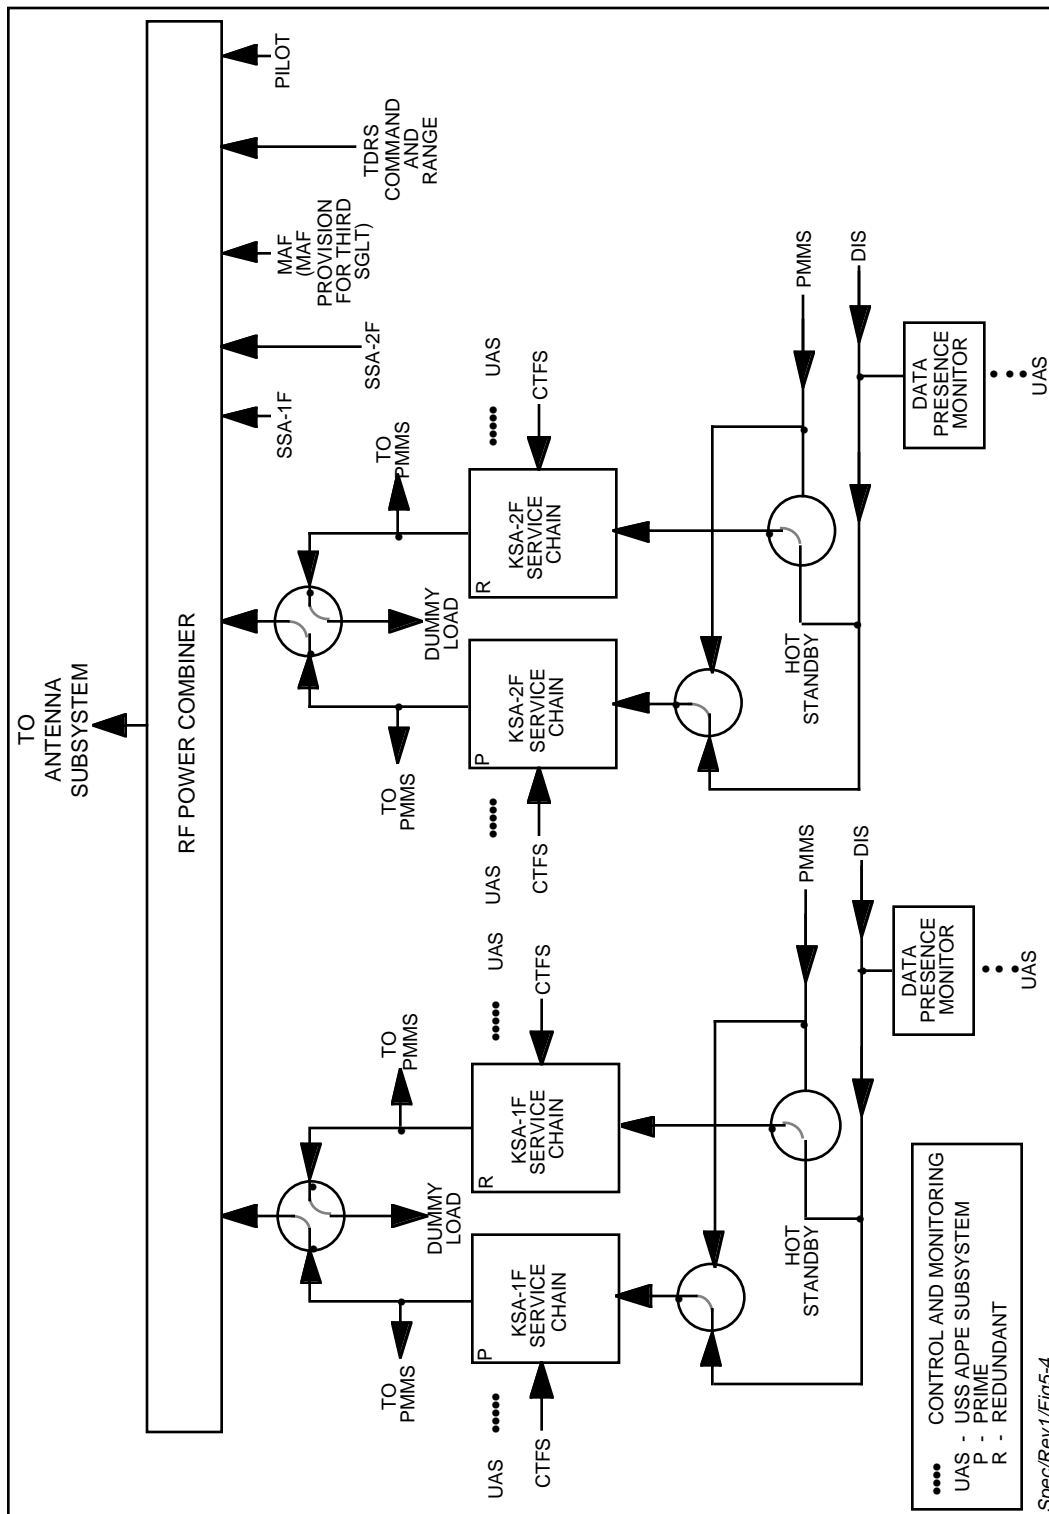 TO
ANTENNA
SUBSYSTEM
RF POWER COMBINER
SSA-1F
SSA-2F
MAF
(MAF
PROVISION
FOR THIRD
SGLT)
TDRS
COMMAND
AND
RANGE
PILOT
TO
PMMS
DUMMY
LOAD
TO
PMMS
TO
PMMS
DUMMY
LOAD
TO
PMMS
UAS
CTFS
P
KSA-1F
SERVICE
CHAIN
R
KSA-1F
SERVICE
CHAIN
UAS
CTFS
UAS
CTFS
P
KSA-2F
SERVICE
CHAIN
R
KSA-2F
SERVICE
CHAIN
UAS
CTFS
HOT
STANDBY
PMMS
DIS
DATA
PRESENCE
MONITOR
UAS
HOT
STANDBY
PMMS
DIS
DATA
PRESENCE
MONITOR
UAS
CONTROL AND MONITORING
UAS - USS ADPE SUBSYSTEM
P - PRIME
R - REDUNDANT
Spec/Rev1/Fig5-4